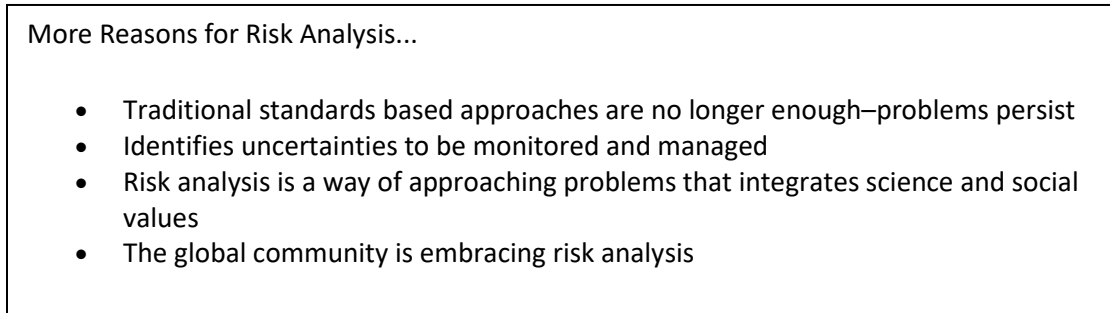 More Reasons for Risk Analysis...
• Traditional standards based approaches are no longer enough–problems persist
• Identifies uncertainties to be monitored and managed
• Risk analysis is a way of approaching problems that integrates science and social
values
• The global community is embracing risk analysis